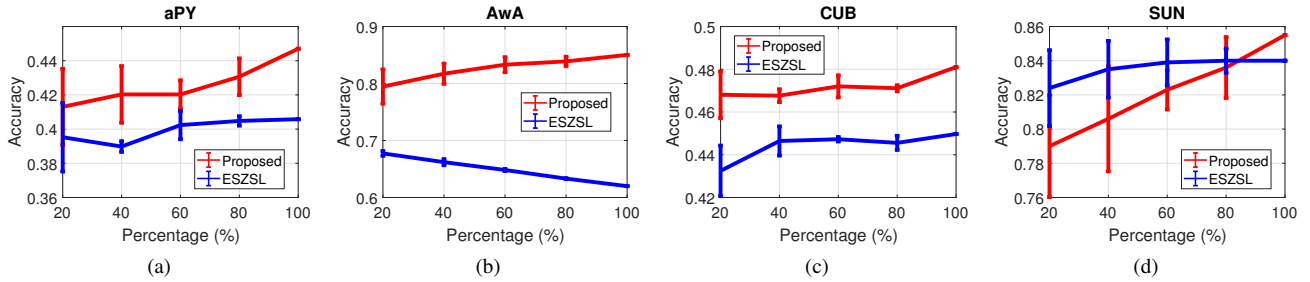 aPY
Accuracy
0.44
0.42
0.4
0.38
0.36
Proposed
ESZSL
20 40 60 80 100
Percentage (%)
(a)
AwA
Accuracy
0.9
0.8
0.7
0.6
Proposed
ESZSL
20 40 60 80 100
Percentage (%)
(b)
CUB
Accuracy
0.5
0.48
0.46
0.44
0.42
Proposed
ESZSL
20 40 60 80 100
Percentage (%)
(c)
SUN
Accuracy
0.86
0.84
0.82
0.8
0.78
0.76
Proposed
ESZSL
20 40 60 80 100
Percentage (%)
(d)